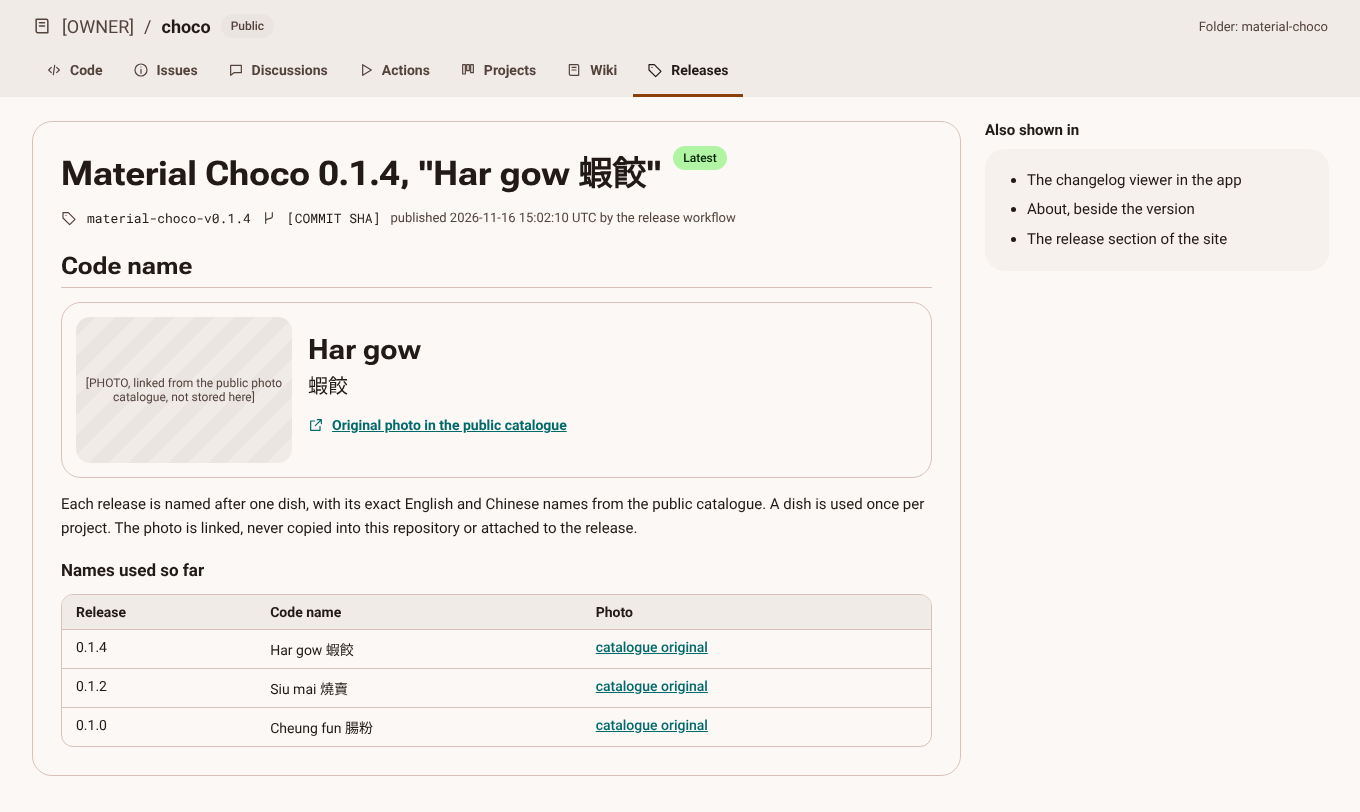 [OWNER] / choco Public
Folder: material-choco
Code Issues Discussions Actions Projects Wiki Releases
Material Choco 0.1.4, "Har gow 蝦餃" Latest
material-choco-v0.1.4 [COMMIT SHA] published 2026-11-16 15:02:10 UTC by the release workflow
Code name
[PHOTO, linked from the public photo
catalogue, not stored here]
Har gow
蝦餃
Original photo in the public catalogue
Each release is named after one dish, with its exact English and Chinese names from the public catalogue. A dish is used once per
project. The photo is linked, never copied into this repository or attached to the release.
Names used so far
Release Code name Photo
0.1.4 Har gow 蝦餃 catalogue original
0.1.2 Siu mai 燒賣 catalogue original
0.1.0 Cheung fun 腸粉 catalogue original
Also shown in
The changelog viewer in the app
About, beside the version
The release section of the site